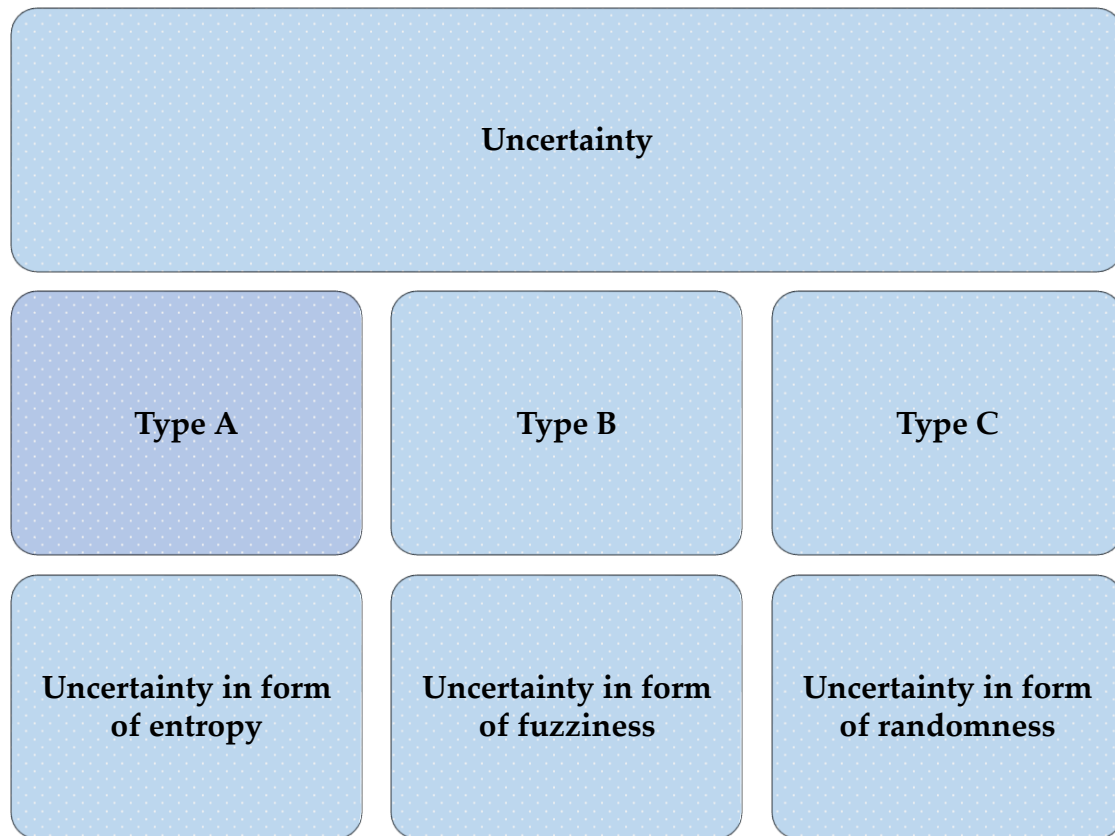 Uncertainty
Type A
Type B
Type C
Uncertainty in form
of entropy
Uncertainty in form
of fuzziness
Uncertainty in form
of randomness